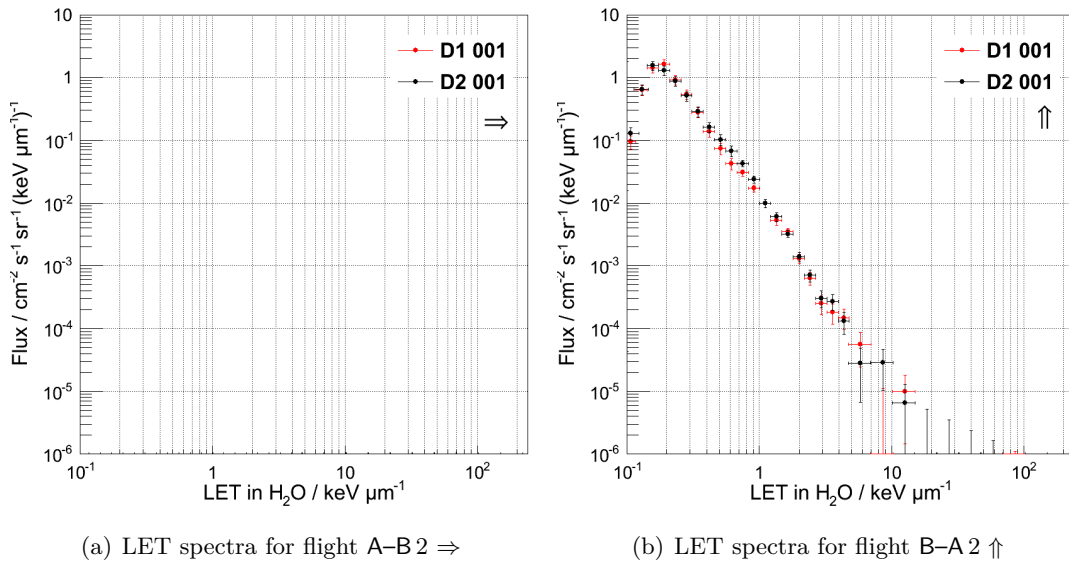 10
1
10⁻¹
10⁻²
10⁻³
10⁻⁴
10⁻⁵
10⁻⁶
Flux / cm⁻² s⁻¹ sr⁻¹ (keV µm⁻¹)⁻¹
D1 001
D2 001
⇒
10⁻¹ 1 10 10²
LET in H₂O / keV µm⁻¹
(a) LET spectra for flight A–B 2 ⇒
10
1
10⁻¹
10⁻²
10⁻³
10⁻⁴
10⁻⁵
10⁻⁶
Flux / cm⁻² s⁻¹ sr⁻¹ (keV µm⁻¹)⁻¹
D1 001
D2 001
⇑
10⁻¹ 1 10 10²
LET in H₂O / keV µm⁻¹
(b) LET spectra for flight B–A 2 ⇑